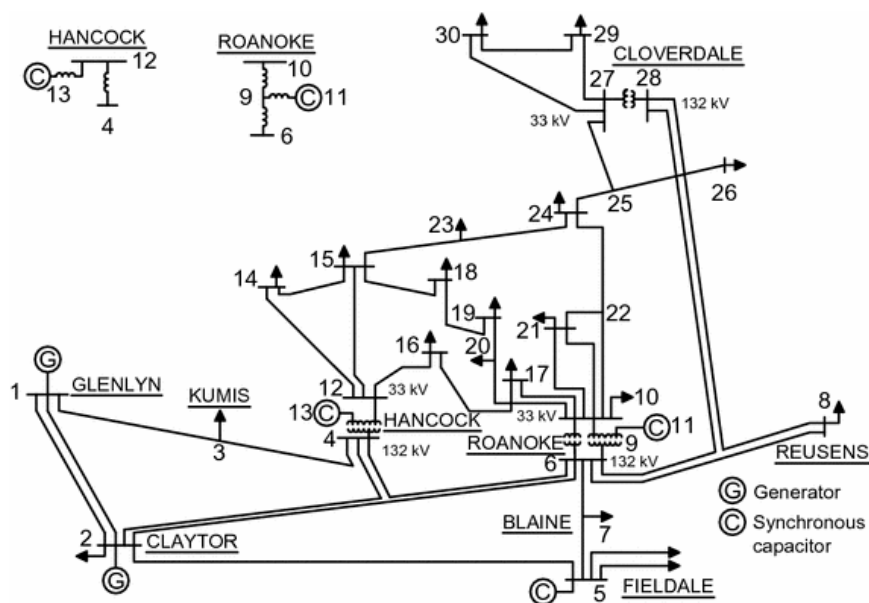 HANCOCK
12
C
13
4
ROANOKE
10
9
C 11
6
30
29
CLOVERDALE
27
28
33 kV
132 kV
26
25
24
23
22
15
14
18
19
20
21
16
17
12
33 kV
10
13 C
HANCOCK
33 kV
C 11
4
132 kV
ROANOKE
9
6
132 kV
8
REUSENS
G
1
GLENLYN
KUMIS
3
G Generator
C Synchronous
capacitor
BLAINE
7
2
CLAYTOR
G
C
5
FIELDALE